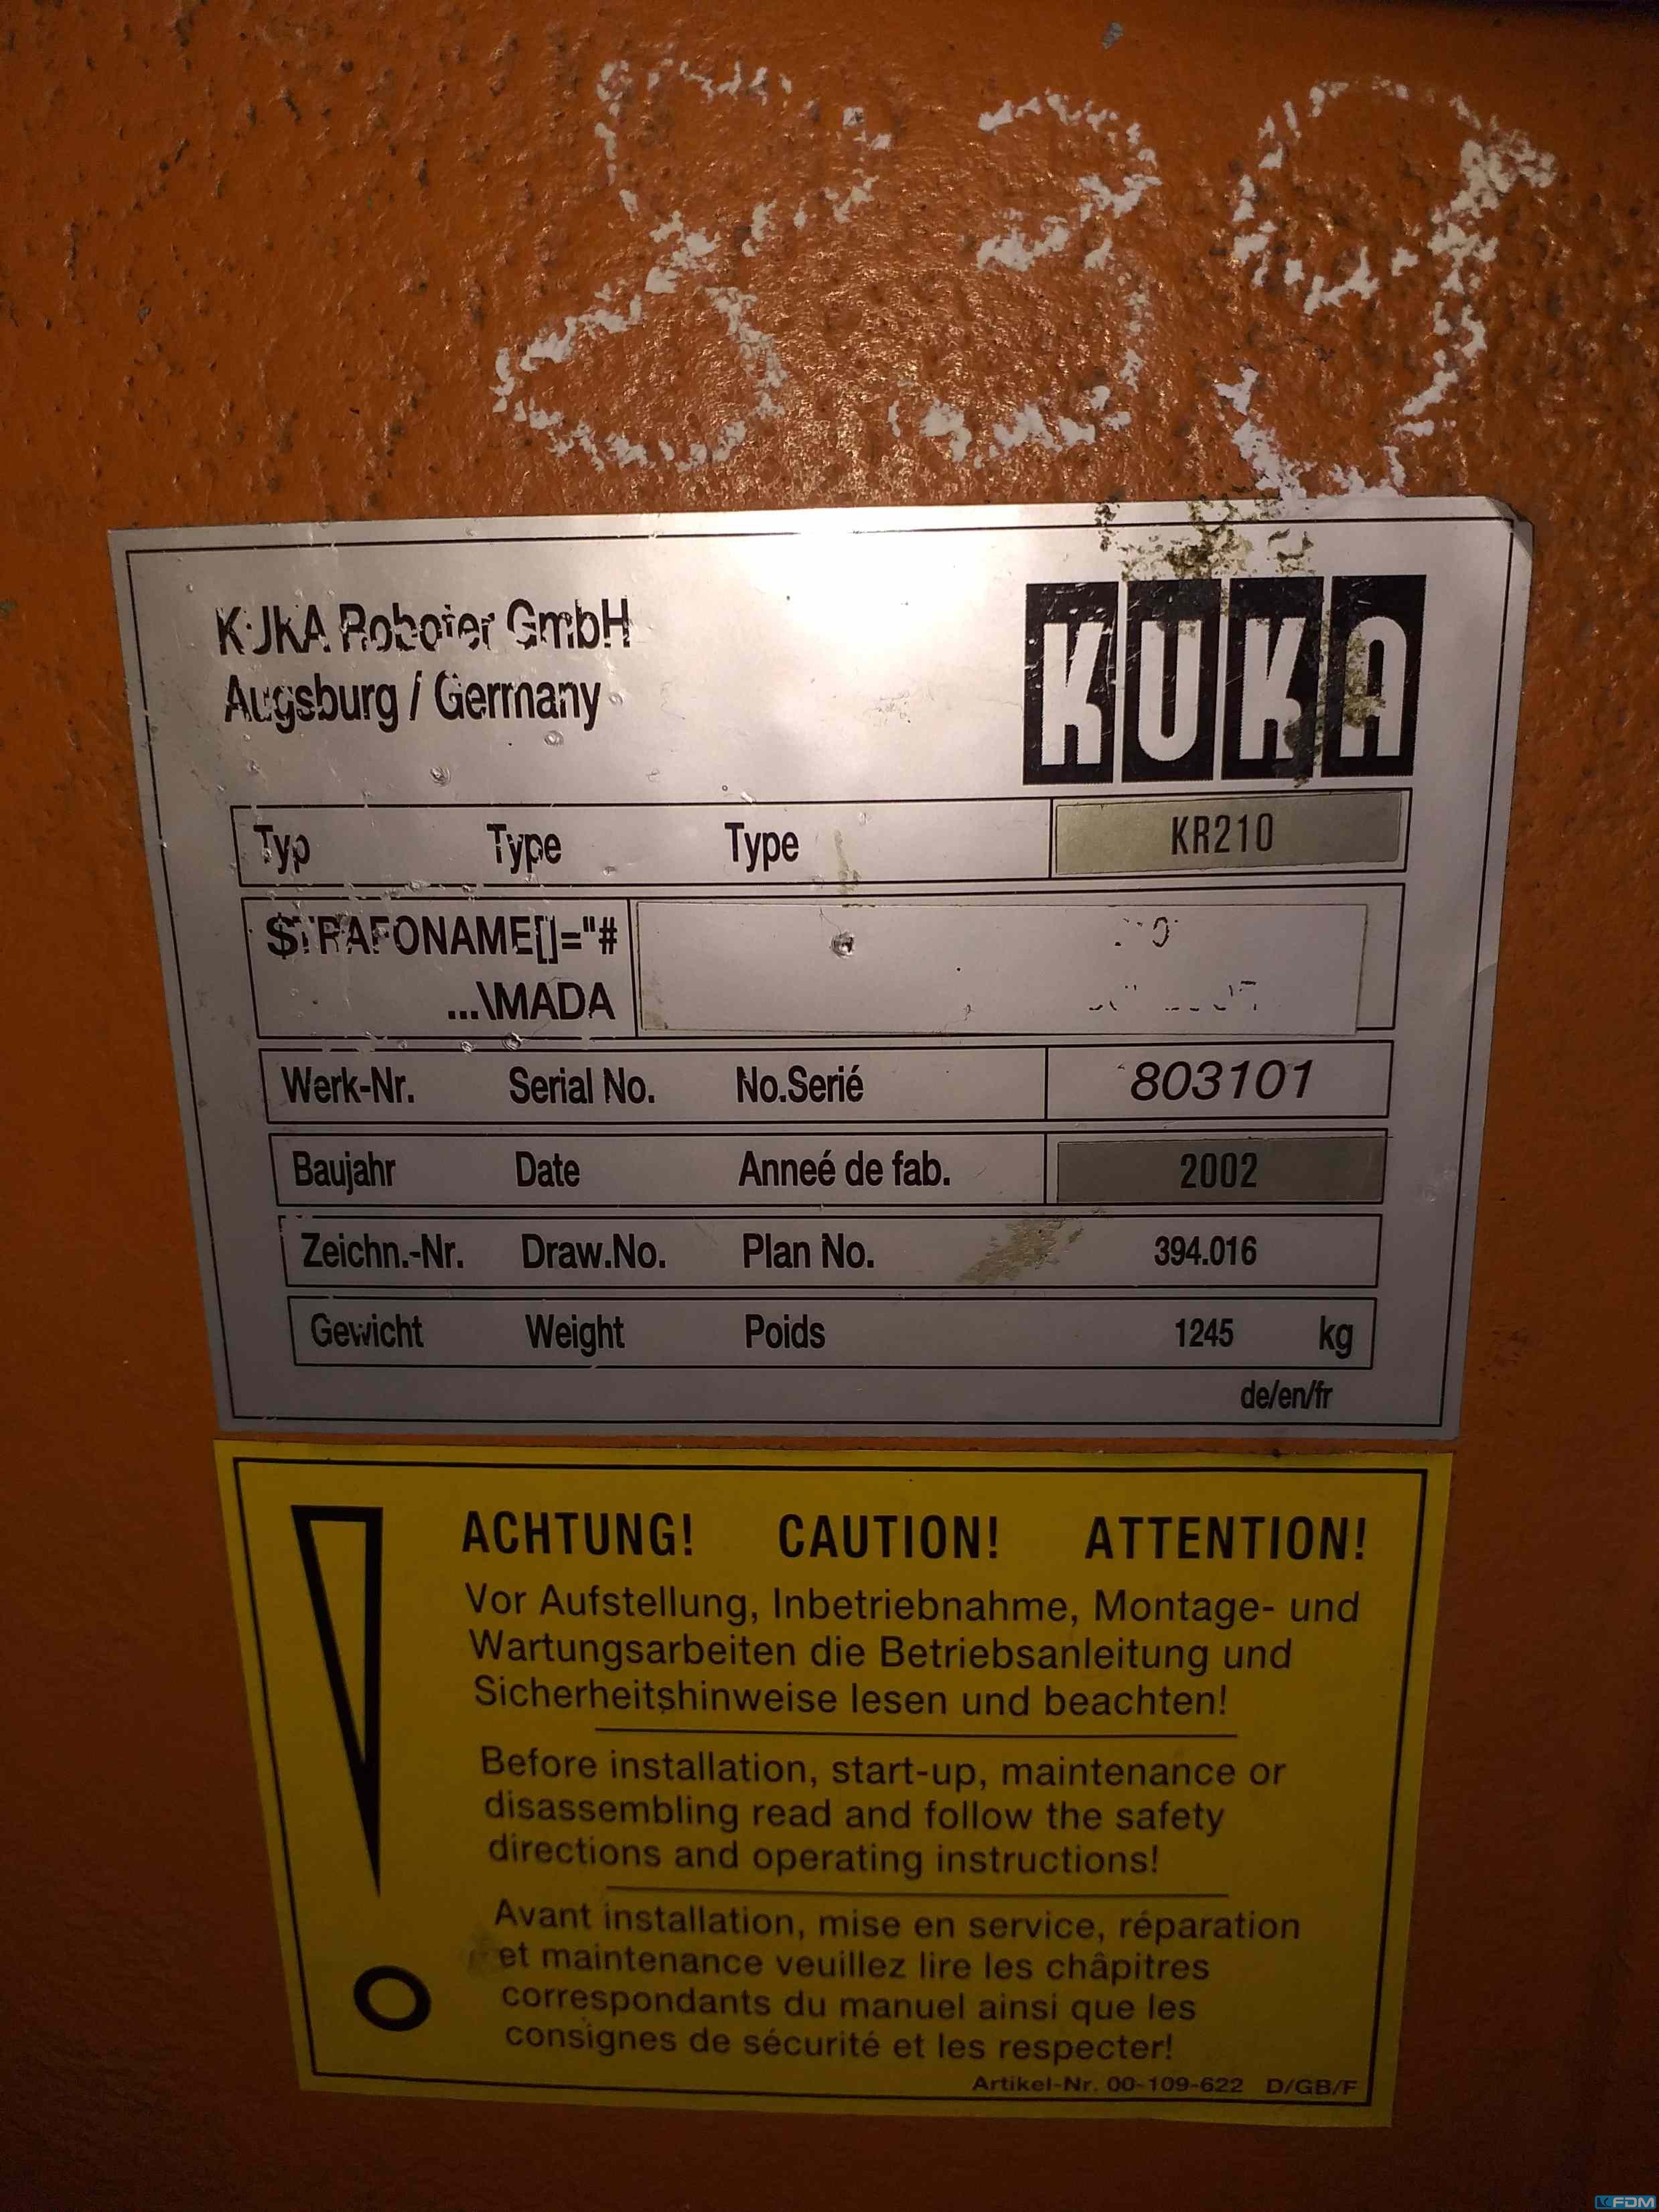 839
KUKA Roboter GmbH
Augsburg / Germany
KUKA
Typ Type Type KR210
$TRAFONAME[]="#
...\MADA
Werk-Nr. Serial No. No.Serié 803101
Baujahr Date Anneé de fab. 2002
Zeichn.-Nr. Draw.No. Plan No. 394.016
Gewicht Weight Poids 1245 kg
de/en/fr
ACHTUNG! CAUTION! ATTENTION!
Vor Aufstellung, Inbetriebnahme, Montage- und
Wartungsarbeiten die Betriebsanleitung und
Sicherheitshinweise lesen und beachten!
Before installation, start-up, maintenance or
disassembling read and follow the safety
directions and operating instructions!
Avant installation, mise en service, réparation
et maintenance veuillez lire les châpitres
correspondants du manuel ainsi que les
consignes de sécurité et les respecter!
Artikel-Nr. 00-109-622 D/GB/F
FDM